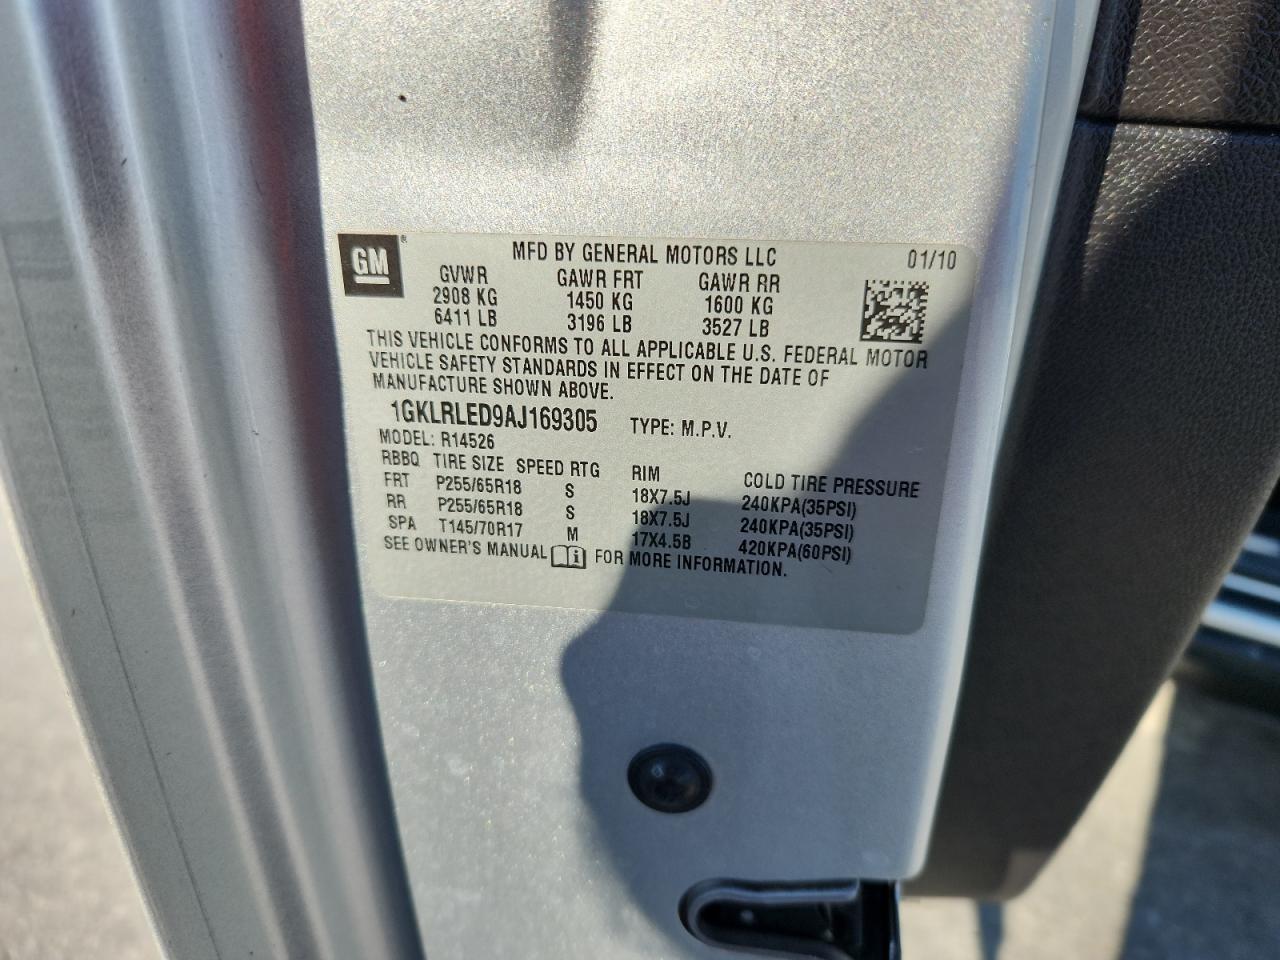 GM®
MFD BY GENERAL MOTORS LLC 01/10
GVWR GAWR FRT GAWR RR
2908 KG 1450 KG 1600 KG
6411 LB 3196 LB 3527 LB
THIS VEHICLE CONFORMS TO ALL APPLICABLE U.S. FEDERAL MOTOR
VEHICLE SAFETY STANDARDS IN EFFECT ON THE DATE OF
MANUFACTURE SHOWN ABOVE.
1GKLRLED9AJ169305 TYPE: M.P.V.
MODEL: R14526
RBBQ TIRE SIZE SPEED RTG RIM COLD TIRE PRESSURE
FRT P255/65R18 S 18X7.5J 240KPA(35PSI)
RR P255/65R18 S 18X7.5J 240KPA(35PSI)
SPA T145/70R17 M 17X4.5B 420KPA(60PSI)
SEE OWNER'S MANUAL i FOR MORE INFORMATION.